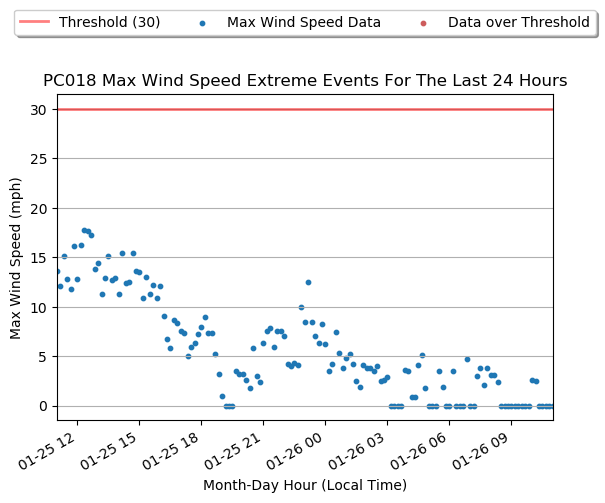 Threshold (30) Max Wind Speed Data Data over Threshold
PC018 Max Wind Speed Extreme Events For The Last 24 Hours
30
25
20
15
10
5
0
Max Wind Speed (mph)
01-25 12 01-25 15 01-25 18 01-25 21 01-26 00 01-26 03 01-26 06 01-26 09
Month-Day Hour (Local Time)